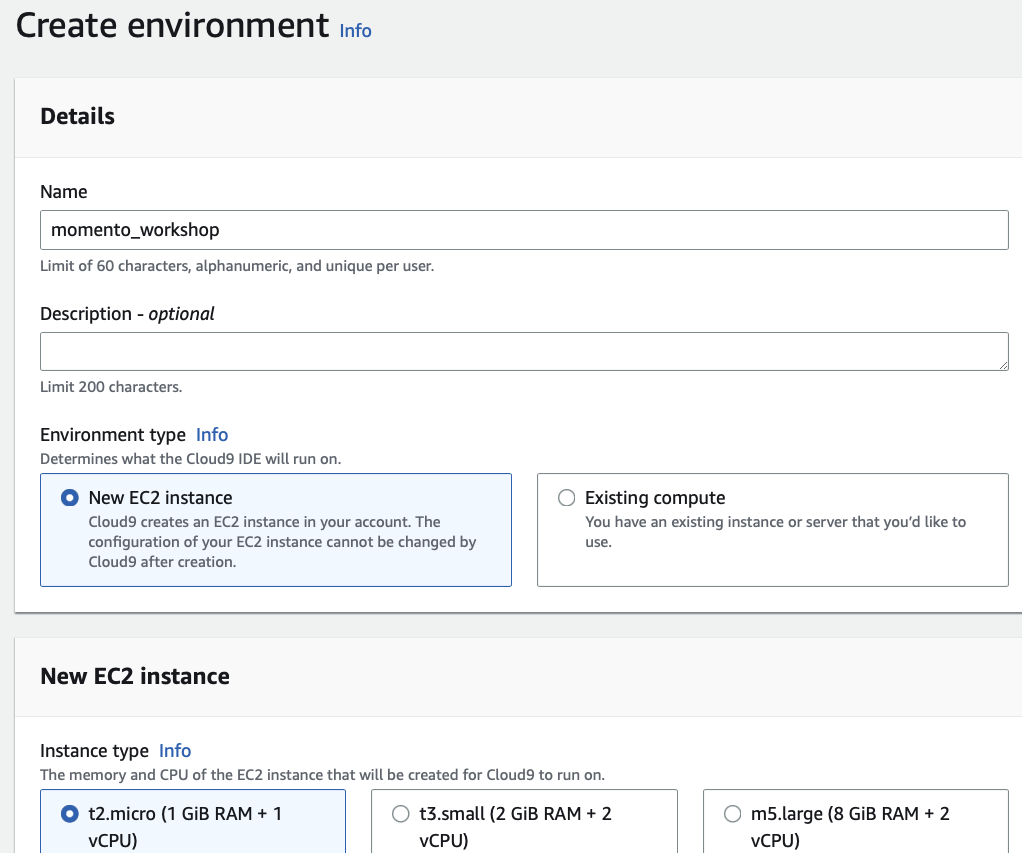 Create environment Info
Details
Name
momento_workshop
Limit of 60 characters, alphanumeric, and unique per user.
Description - optional
Limit 200 characters.
Environment type Info
Determines what the Cloud9 IDE will run on.
New EC2 instance
Cloud9 creates an EC2 instance in your account. The
configuration of your EC2 instance cannot be changed by
Cloud9 after creation.
Existing compute
You have an existing instance or server that you’d like to
use.
New EC2 instance
Instance type Info
The memory and CPU of the EC2 instance that will be created for Cloud9 to run on.
t2.micro (1 GiB RAM + 1
vCPU)
t3.small (2 GiB RAM + 2
vCPU)
m5.large (8 GiB RAM + 2
vCPU)